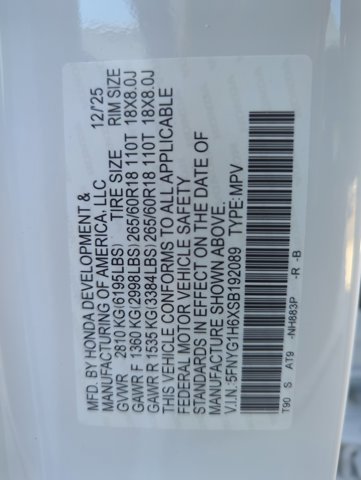 MFD. BY HONDA DEVELOPMENT & 12/'25
MANUFACTURING OF AMERICA, LLC
TIRE SIZE RIM SIZE
GVWR 2810 KG(6195LBS)
GAWR F 1360 KG(2998LBS) 265/60R18 110T 18X8.0J
GAWR R 1535 KG(3384LBS) 265/60R18 110T 18X8.0J
THIS VEHICLE CONFORMS TO ALL APPLICABLE
FEDERAL MOTOR VEHICLE SAFETY
STANDARDS IN EFFECT ON THE DATE OF
MANUFACTURE SHOWN ABOVE.
V.I.N.:5FNYG1H6XSB192089 TYPE:MPV
T90 S AT9 -NH883P -R -B